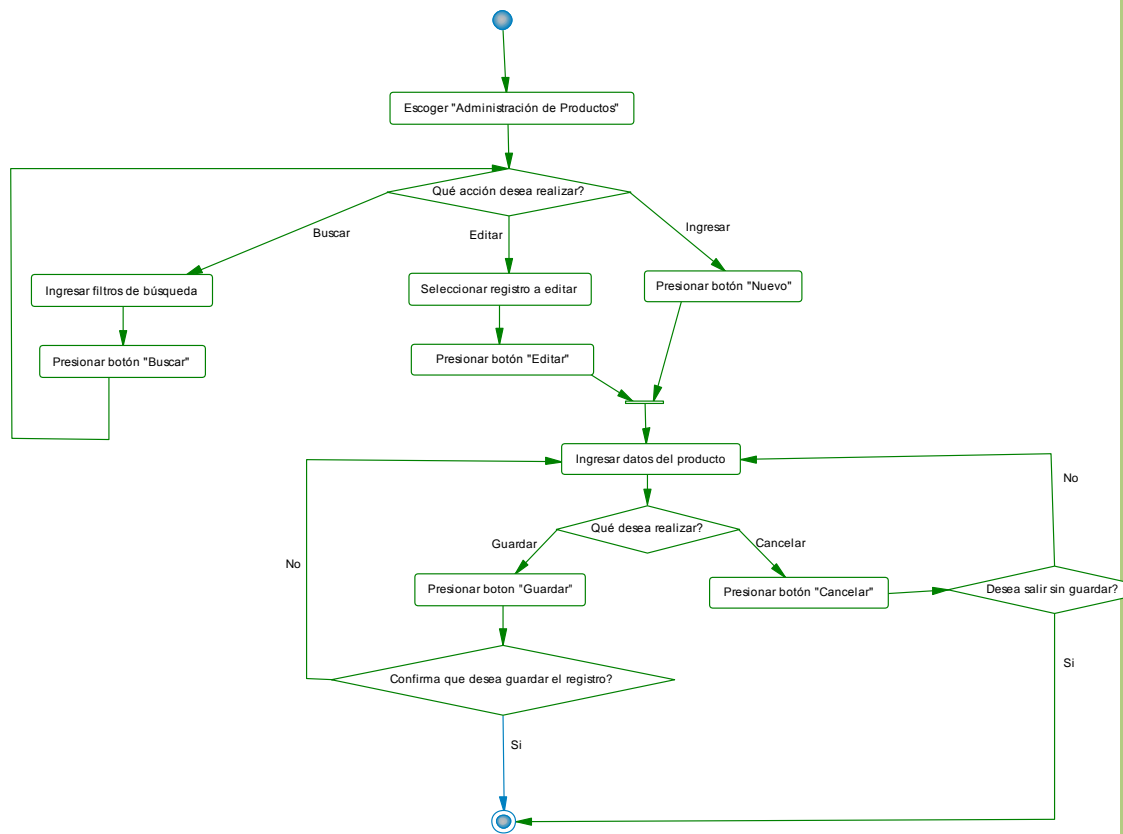 Escoger "Administración de Productos"
Qué acción desea realizar?
Buscar
Editar
Ingresar
Ingresar filtros de búsqueda
Seleccionar registro a editar
Presionar botón "Nuevo"
Presionar botón "Buscar"
Presionar botón "Editar"
Ingresar datos del producto
No
Qué desea realizar?
Guardar
Cancelar
No
Presionar boton "Guardar"
Presionar botón "Cancelar"
Desea salir sin guardar?
Confirma que desea guardar el registro?
Si
Si